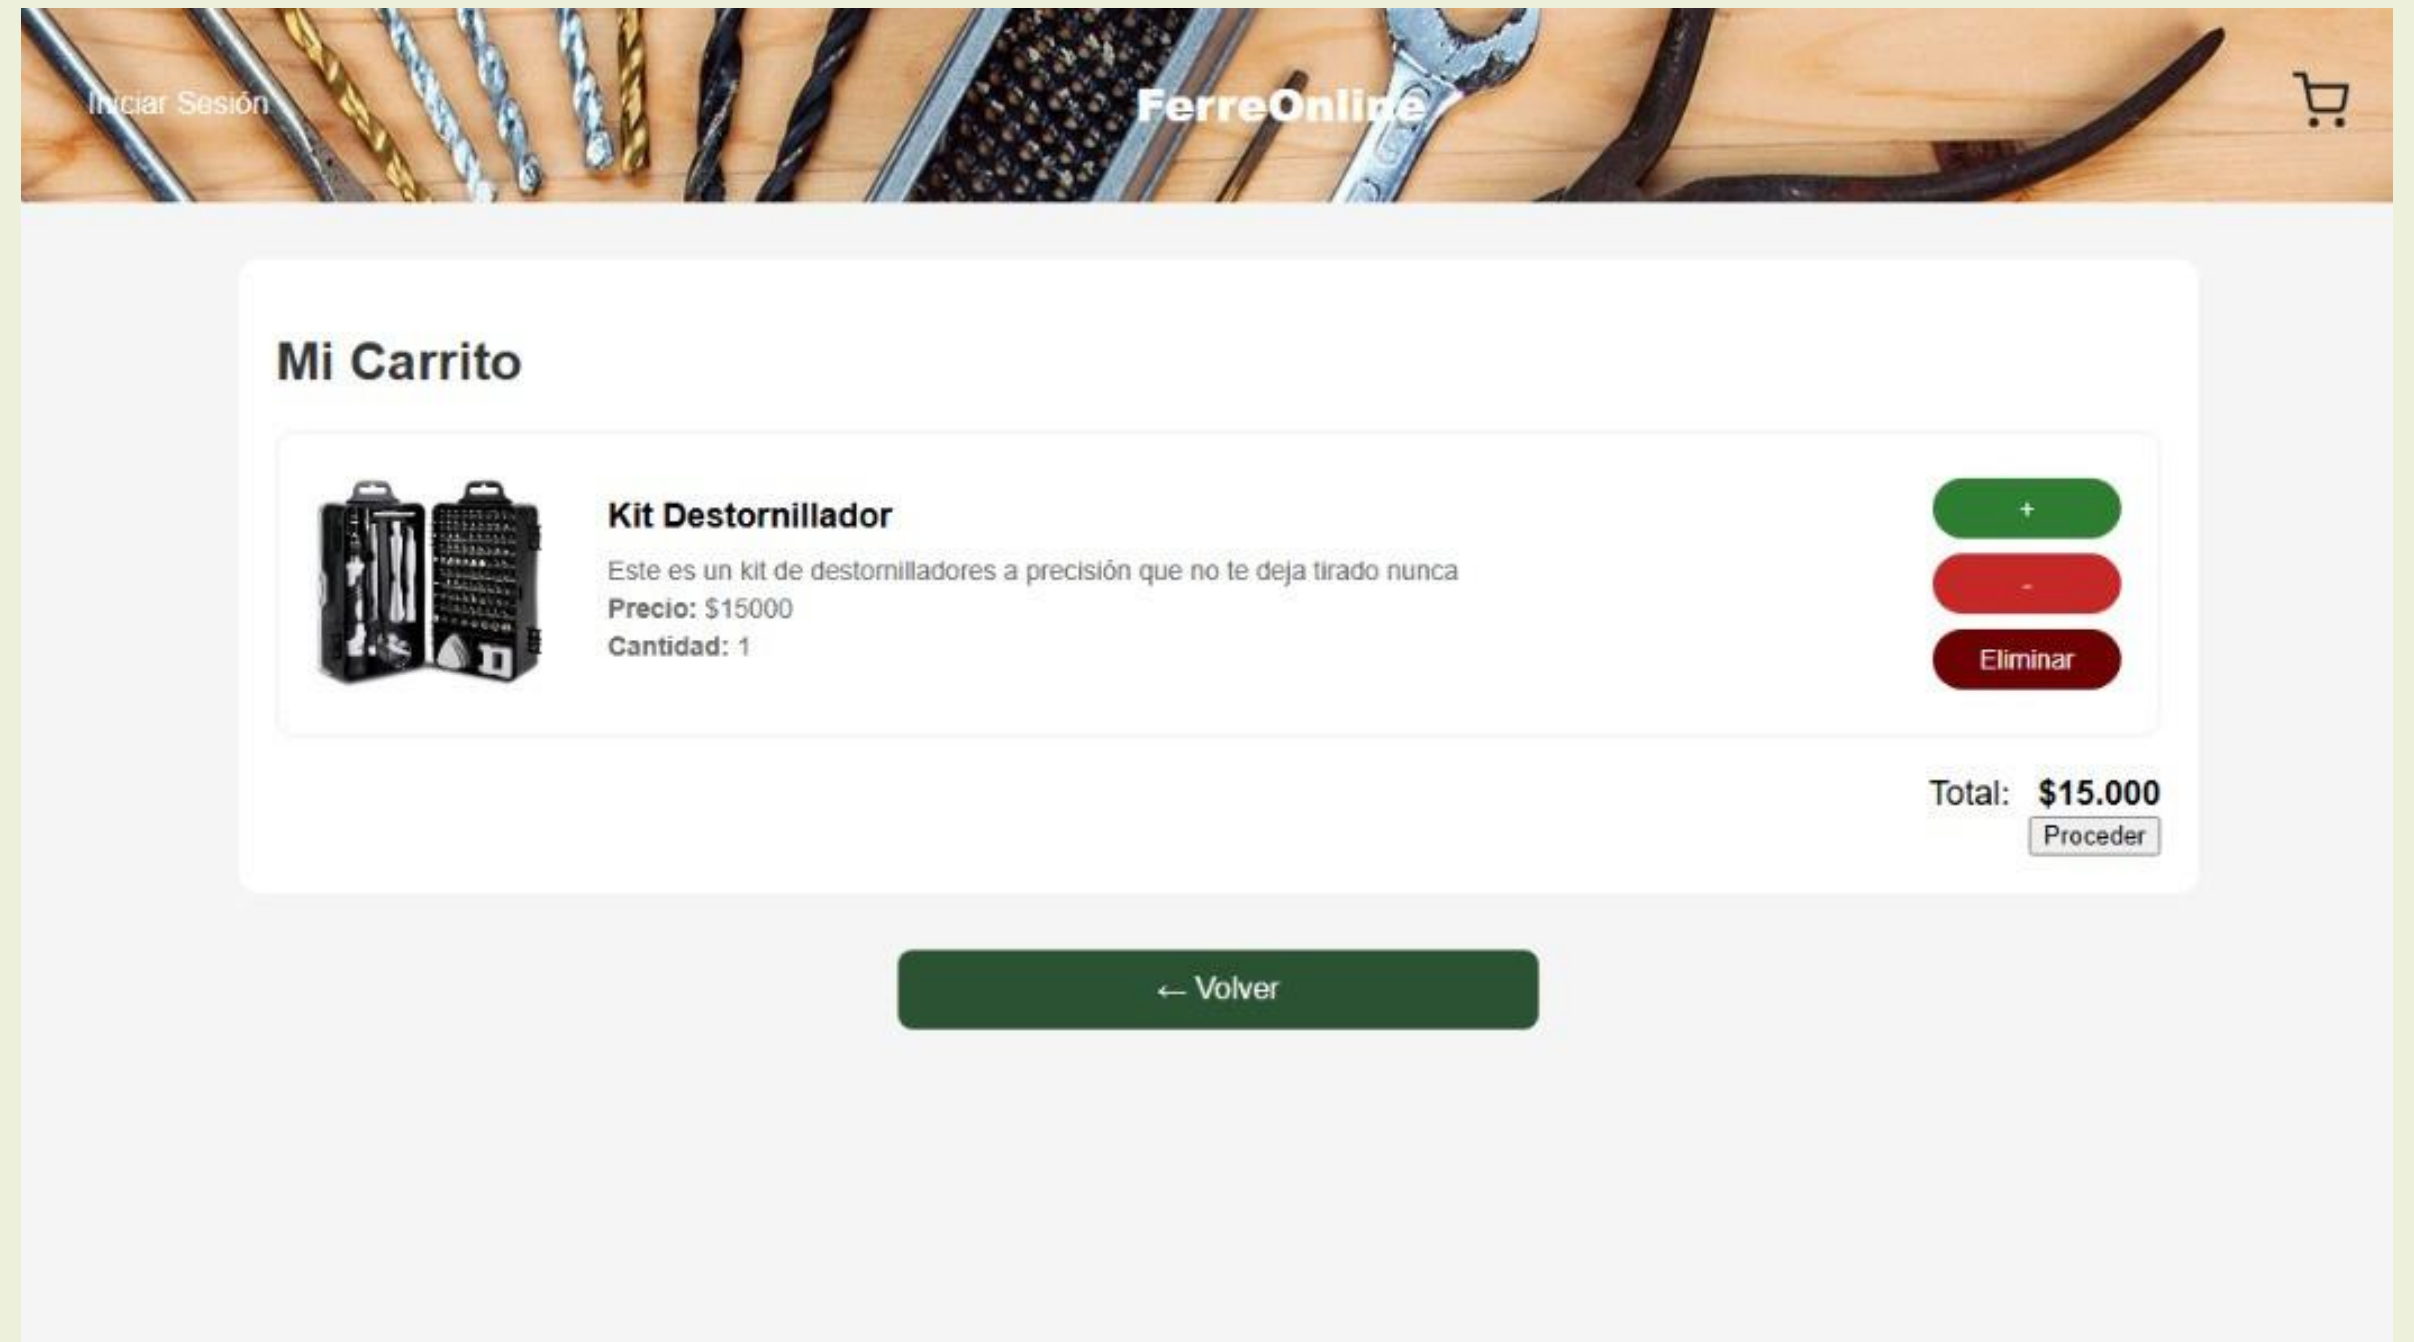 Iniciar Sesión
FerreOnline
Mi Carrito
Kit Destornillador
Este es un kit de destornilladores a precisión que no te deja tirado nunca
Precio: $15000
Cantidad: 1
+
-
Eliminar
Total: $15.000
Proceder
← Volver